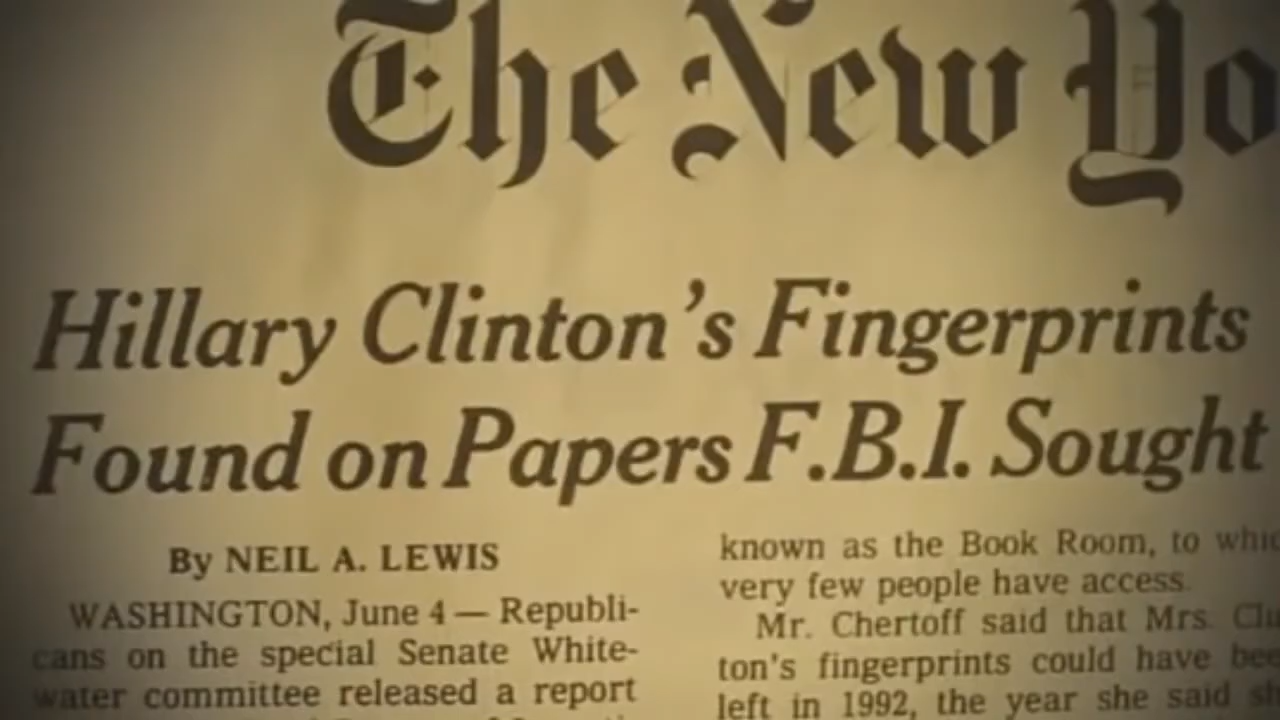 The New Yo
Hillary Clinton's Fingerprints
Found on Papers F.B.I. Sought
By NEIL A. LEWIS
WASHINGTON, June 4 — Republi-
cans on the special Senate White-
water committee released a report
known as the Book Room, to whic
very few people have access.
Mr. Chertoff said that Mrs. Cli
ton's fingerprints could have bee
left in 1992, the year she said sh